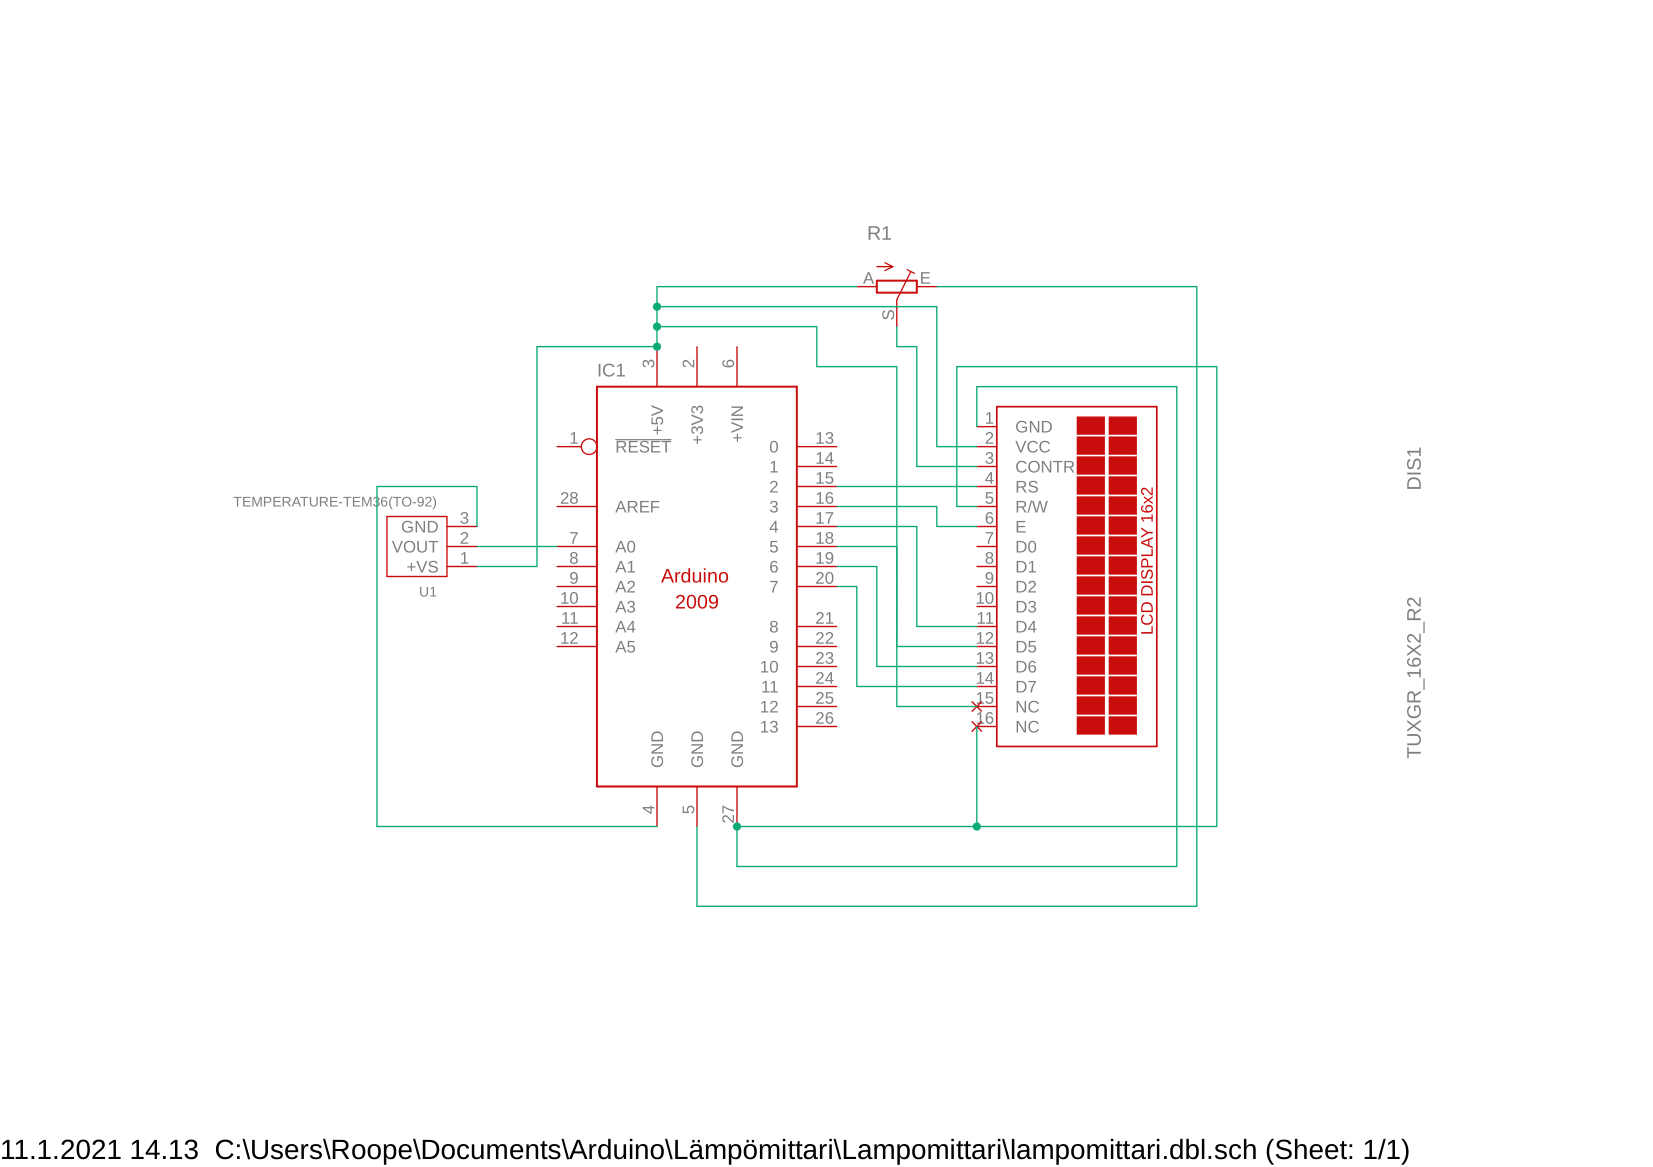 R1
A
E
S
IC1
3
2
6
+5V
+3V3
+VIN
1
RESET
28
AREF
7
A0
8
A1
9
A2
10
A3
11
A4
12
A5
Arduino
2009
0
13
1
14
2
15
3
16
4
17
5
18
6
19
7
20
8
21
9
22
10
23
11
24
12
25
13
26
GND
GND
GND
4
5
27
TEMPERATURE-TEM36(TO-92)
GND
3
VOUT
2
+VS
1
U1
1
GND
2
VCC
3
CONTR
4
RS
5
R/W
6
E
7
D0
8
D1
9
D2
10
D3
11
D4
12
D5
13
D6
14
D7
15
NC
16
NC
LCD DISPLAY 16x2
DIS1
TUXGR_16X2_R2
11.1.2021 14.13 C:\Users\Roope\Documents\Arduino\Lämpömittari\Lampomittari\lampomittari.dbl.sch (Sheet: 1/1)